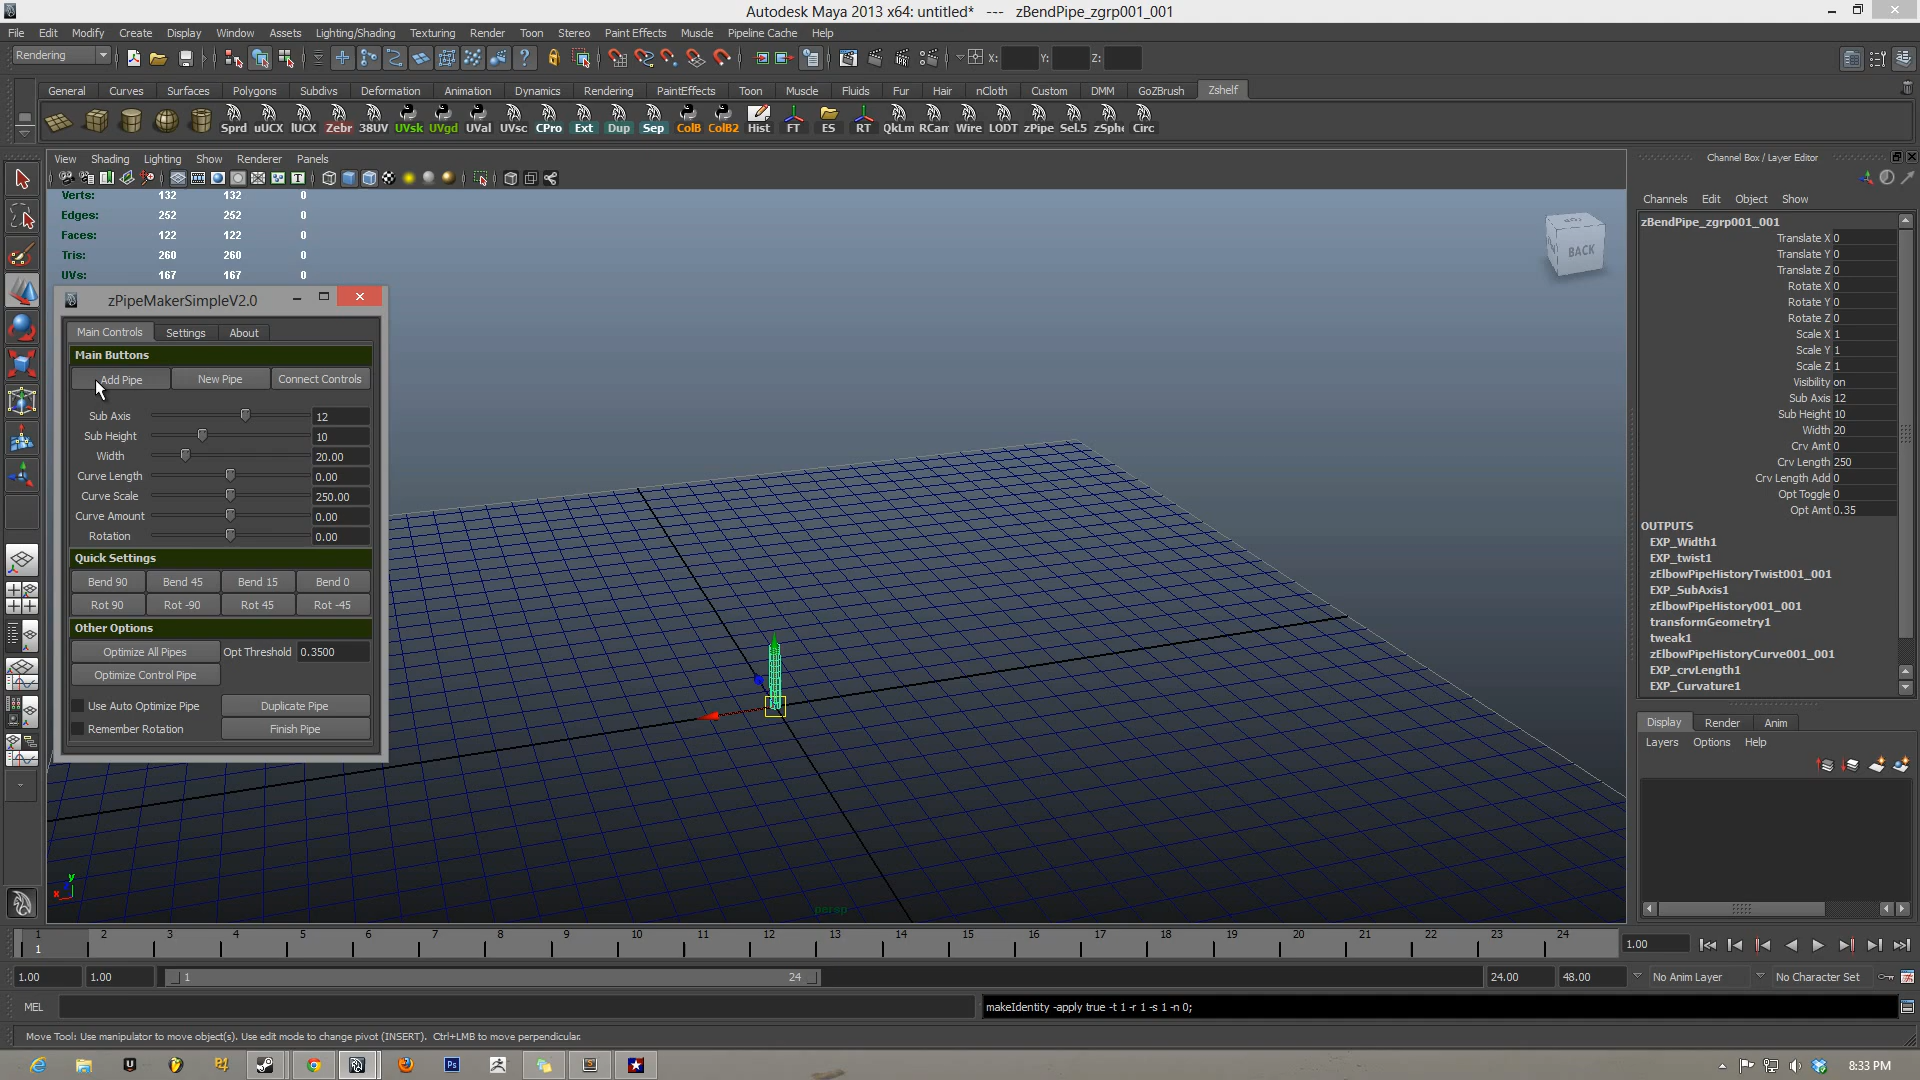 Autodesk Maya 2013 x64: untitled* --- zBendPipe_zgrp001_001
File Edit Modify Create Display Window Assets Lighting/Shading Texturing Render Toon Stereo Paint Effects Muscle Pipeline Cache Help
Rendering X: Y: Z:
General Curves Surfaces Polygons Subdivs Deformation Animation Dynamics Rendering PaintEffects Toon Muscle Fluids Fur Hair nCloth Custom DMM GoZBrush Zshelf
Sprd uUCX lUCX Zebr 38UV UVsk UVgd UVal UVsc CPro Ext Dup Sep ColB ColB2 Hist FT ES RT QkLm RCam Wire LODT zPipe Sel.5 zSphe Circ
View Shading Lighting Show Renderer Panels
Verts: 132 132 0
Edges: 252 252 0
Faces: 122 122 0
Tris: 260 260 0
UVs: 167 167 0
BACK
zPipeMakerSimpleV2.0
Main Controls Settings About
Main Buttons
Add Pipe New Pipe Connect Controls
Sub Axis 12
Sub Height 10
Width 20.00
Curve Length 0.00
Curve Scale 250.00
Curve Amount 0.00
Rotation 0.00
Quick Settings
Bend 90 Bend 45 Bend 15 Bend 0
Rot 90 Rot -90 Rot 45 Rot -45
Other Options
Optimize All Pipes Opt Threshold 0.3500
Optimize Control Pipe
Use Auto Optimize Pipe Duplicate Pipe
Remember Rotation Finish Pipe
y
x
persp
Channel Box / Layer Editor
Channels Edit Object Show
zBendPipe_zgrp001_001
Translate X 0
Translate Y 0
Translate Z 0
Rotate X 0
Rotate Y 0
Rotate Z 0
Scale X 1
Scale Y 1
Scale Z 1
Visibility on
Sub Axis 12
Sub Height 10
Width 20
Crv Amt 0
Crv Length 250
Crv Length Add 0
Opt Toggle 0
Opt Amt 0.35
OUTPUTS
EXP_Width1
EXP_twist1
zElbowPipeHistoryTwist001_001
EXP_SubAxis1
zElbowPipeHistory001_001
transformGeometry1
tweak1
zElbowPipeHistoryCurve001_001
EXP_crvLength1
EXP_Curvature1
Display Render Anim
Layers Options Help
1 2 3 4 5 6 7 8 9 10 11 12 13 14 15 16 17 18 19 20 21 22 23 24
1
1.00
1.00 1.00 1 24 24.00 48.00 No Anim Layer No Character Set
MEL makeIdentity -apply true -t 1 -r 1 -s 1 -n 0;
Move Tool: Use manipulator to move object(s). Use edit mode to change pivot (INSERT). Ctrl+LMB to move perpendicular.
Ps
8:33 PM